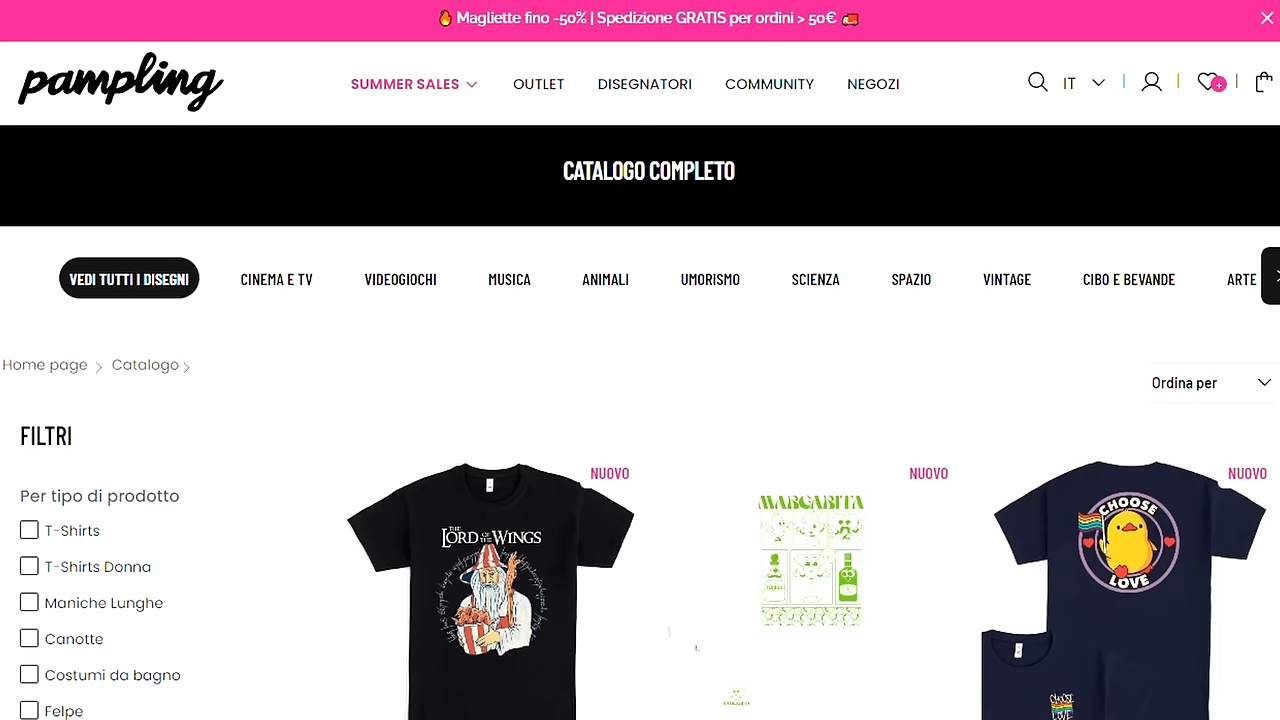 🔥 Magliette fino -50% | Spedizione GRATIS per ordini > 50€ 🚚
pampling
SUMMER SALES
OUTLET
DISEGNATORI
COMMUNITY
NEGOZI
IT
CATALOGO COMPLETO
VEDI TUTTI I DISEGNI
CINEMA E TV
VIDEOGIOCHI
MUSICA
ANIMALI
UMORISMO
SCIENZA
SPAZIO
VINTAGE
CIBO E BEVANDE
ARTE
Home page
Catalogo
Ordina per
FILTRI
Per tipo di prodotto
T-Shirts
T-Shirts Donna
Maniche Lunghe
Canotte
Costumi da bagno
Felpe
NUOVO
THE
LORD OF THE WINGS
NUOVO
MARGARITA
NUOVO
CHOOSE
LOVE
CHOOSE
LOVE